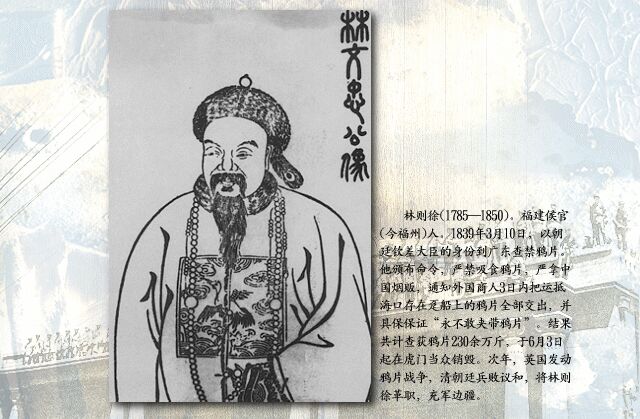 林文忠公像
林则徐(1785—1850)。福建侯官
(今福州)人。1839年3月10日，以朝
廷钦差大臣的身份到广东查禁鸦片，
他颁布命令，严禁吸食鸦片，严拿中
国烟贩，通知外国商人3日内把运抵
海口存在趸船上的鸦片全部交出，并
具保保证“永不敢夹带鸦片”。结果
共计查获鸦片230余万斤，于6月3日
起在虎门当众销毁。次年，英国发动
鸦片战争，清朝廷兵败议和，将林则
徐革职，充军边疆。